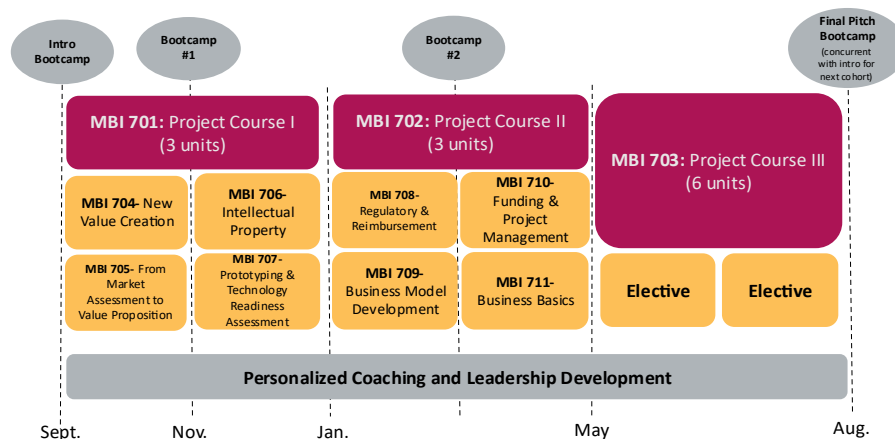 Intro
Bootcamp
Bootcamp
#1
Bootcamp
#2
Final Pitch
Bootcamp
(concurrent
with intro for
next cohort)
MBI 701: Project Course I
(3 units)
MBI 702: Project Course II
(3 units)
MBI 703: Project Course III
(6 units)
MBI 704- New
Value Creation
MBI 706-
Intellectual
Property
MBI 708-
Regulatory &
Reimbursement
MBI 710-
Funding &
Project
Management
MBI 705- From
Market
Assessment to
Value Proposition
MBI 707-
Prototyping &
Technology
Readiness
Assessment
MBI 709-
Business Model
Development
MBI 711-
Business Basics
Elective
Elective
Personalized Coaching and Leadership Development
Sept.
Nov.
Jan.
May
Aug.